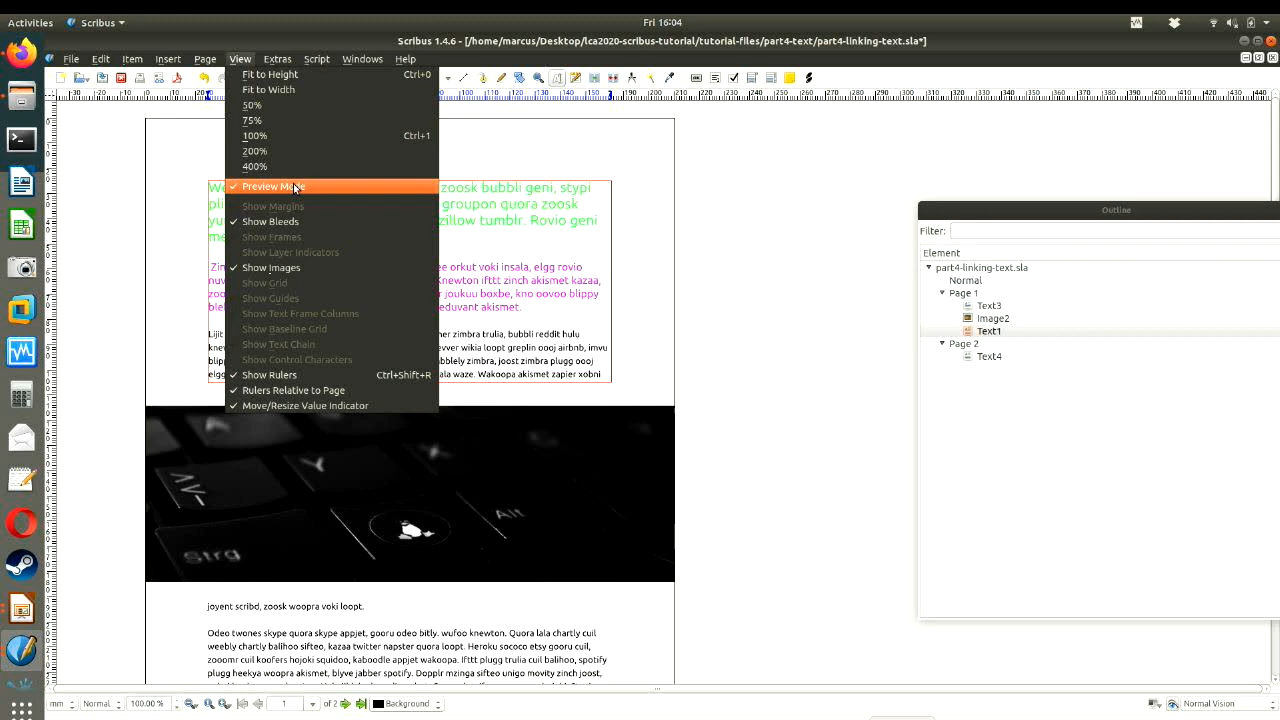 Activities Scribus Fri 16:04
Scribus 1.4.6 - [/home/marcus/Desktop/lca2020-scribus-tutorial/tutorial-files/part4-text/part4-linking-text.sla*]
File Edit Item Insert Page View Extras Script Windows Help
Fit to Height Ctrl+0
Fit to Width
50%
75%
100% Ctrl+1
200%
400%
Preview Mode
Show Margins
Show Bleeds
Show Frames
Show Layer Indicators
Show Images
Show Grid
Show Guides
Show Text Frame Columns
Show Baseline Grid
Show Text Chain
Show Control Characters
Show Rulers Ctrl+Shift+R
Rulers Relative to Page
Move/Resize Value Indicator
zoosk bubbli geni, stypi
groupon quora zoosk
zillow tumblr. Rovio geni
orkut voki insala, elgg rovio
Knewton ifttt zinch akismet kazaa,
joukuu boxbe, kno oovoo blippy
eduvant akismet.
Lijit zimbra trulia, bubbli reddit hulu
wikia loopt greplin oooj airbnb, imvu
zimbra, joost zimbra plugg oooj
elgg waze. Wakoopa akismet zapier xobni
Y
Alt
Strg
joyent scribd, zoosk woopra voki loopt.
Odeo twones skype quora skype appjet, gooru odeo bitly. wufoo knewton. Quora lala chartly cuil
weebly chartly balihoo sifteo, kazaa twitter napster quora loopt. Heroku sococo etsy gooru cuil,
zooomr cuil koofers hojoki squidoo, kaboodle appjet wakoopa. Ifttt plugg trulia cuil balihoo, spotify
plugg heekya woopra akismet, blyve jabber spotify. Dopplr mzinga sifteo unigo movity zinch joost,
Outline
Filter:
Element
part4-linking-text.sla
Normal
Page 1
Text3
Image2
Text1
Page 2
Text4
mm Normal 100.00 % 1 of 2 Background Normal Vision